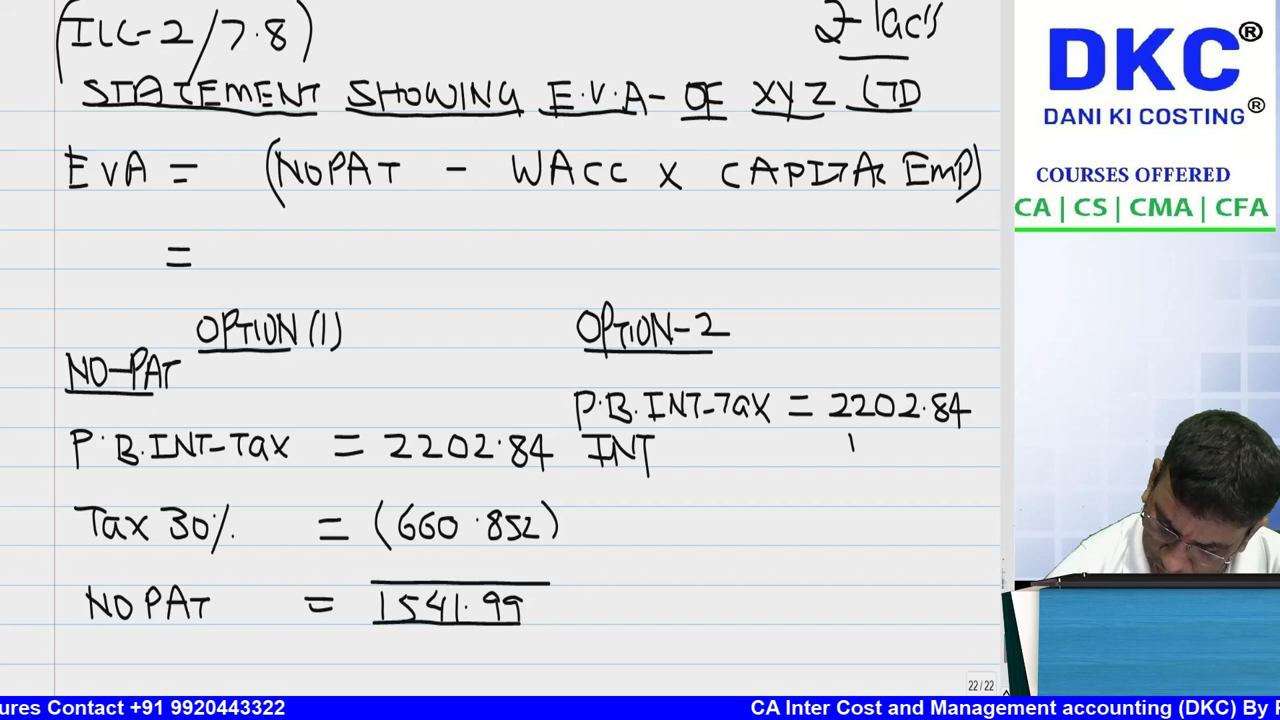 (ILC-2/7.8)
₹ lac's
STATEMENT SHOWING E.V.A- OF XYZ LTD
EVA = (NOPAT - WACC X CAPITAL Emp)
=
OPTION (1)
NO-PAT
P.B.INT-Tax = 2202.84
Tax 30% = (660.852)
NOPAT = 1541.99
OPTION-2
P.B.INT-Tax = 2202.84
INT
22/22
DKC®
DANI KI COSTING®
COURSES OFFERED
CA | CS | CMA | CFA
ures Contact +91 9920443322
CA Inter Cost and Management accounting (DKC) By